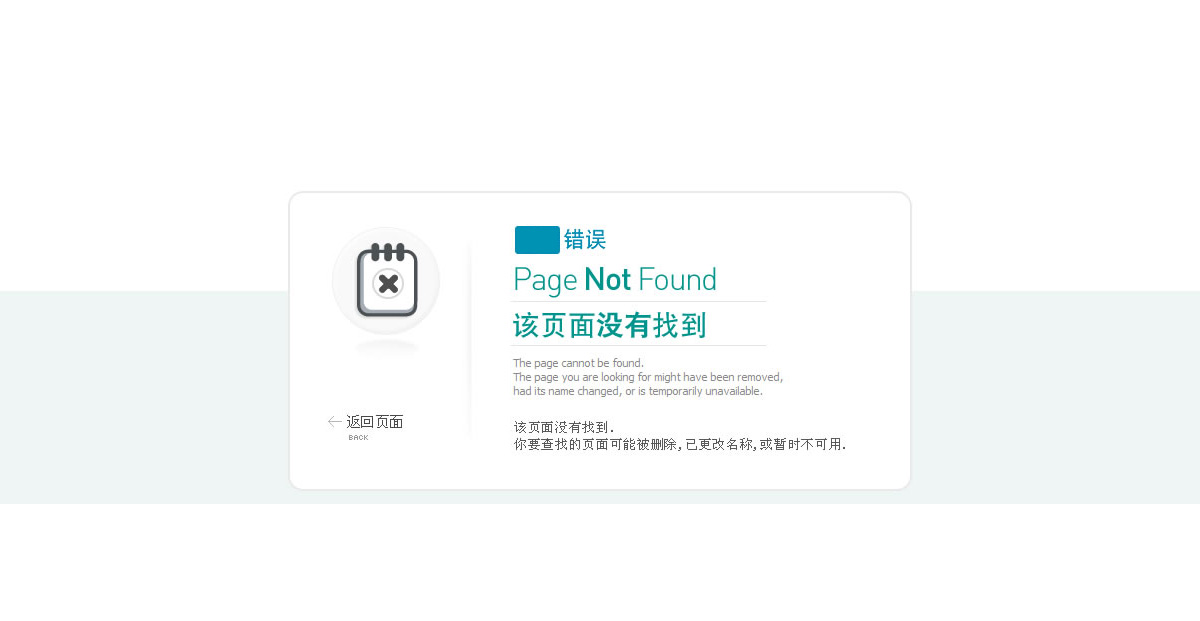 错误
Page Not Found
该页面没有找到
The page cannot be found.
The page you are looking for might have been removed,
had its name changed, or is temporarily unavailable.
返回页面
BACK
该页面没有找到.
你要查找的页面可能被删除,已更改名称,或暂时不可用.